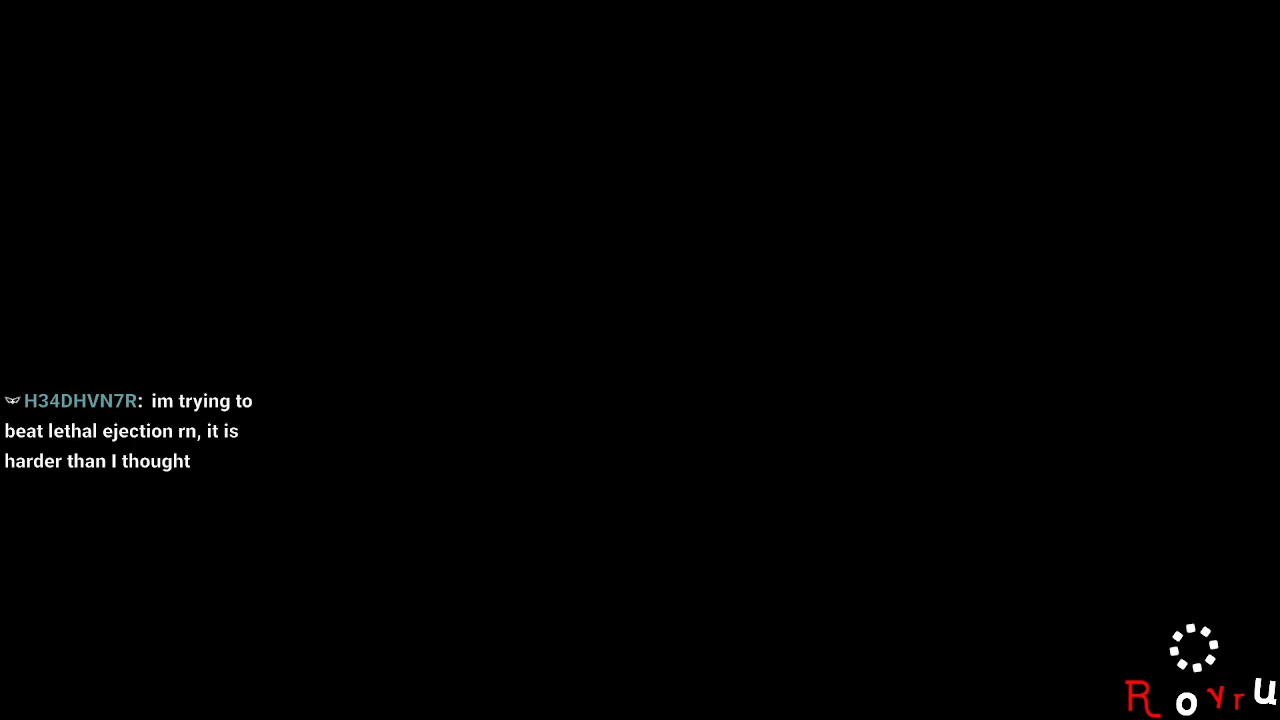 H34DHVN7R: im trying to
beat lethal ejection rn, it is
harder than I thought
R o y r u